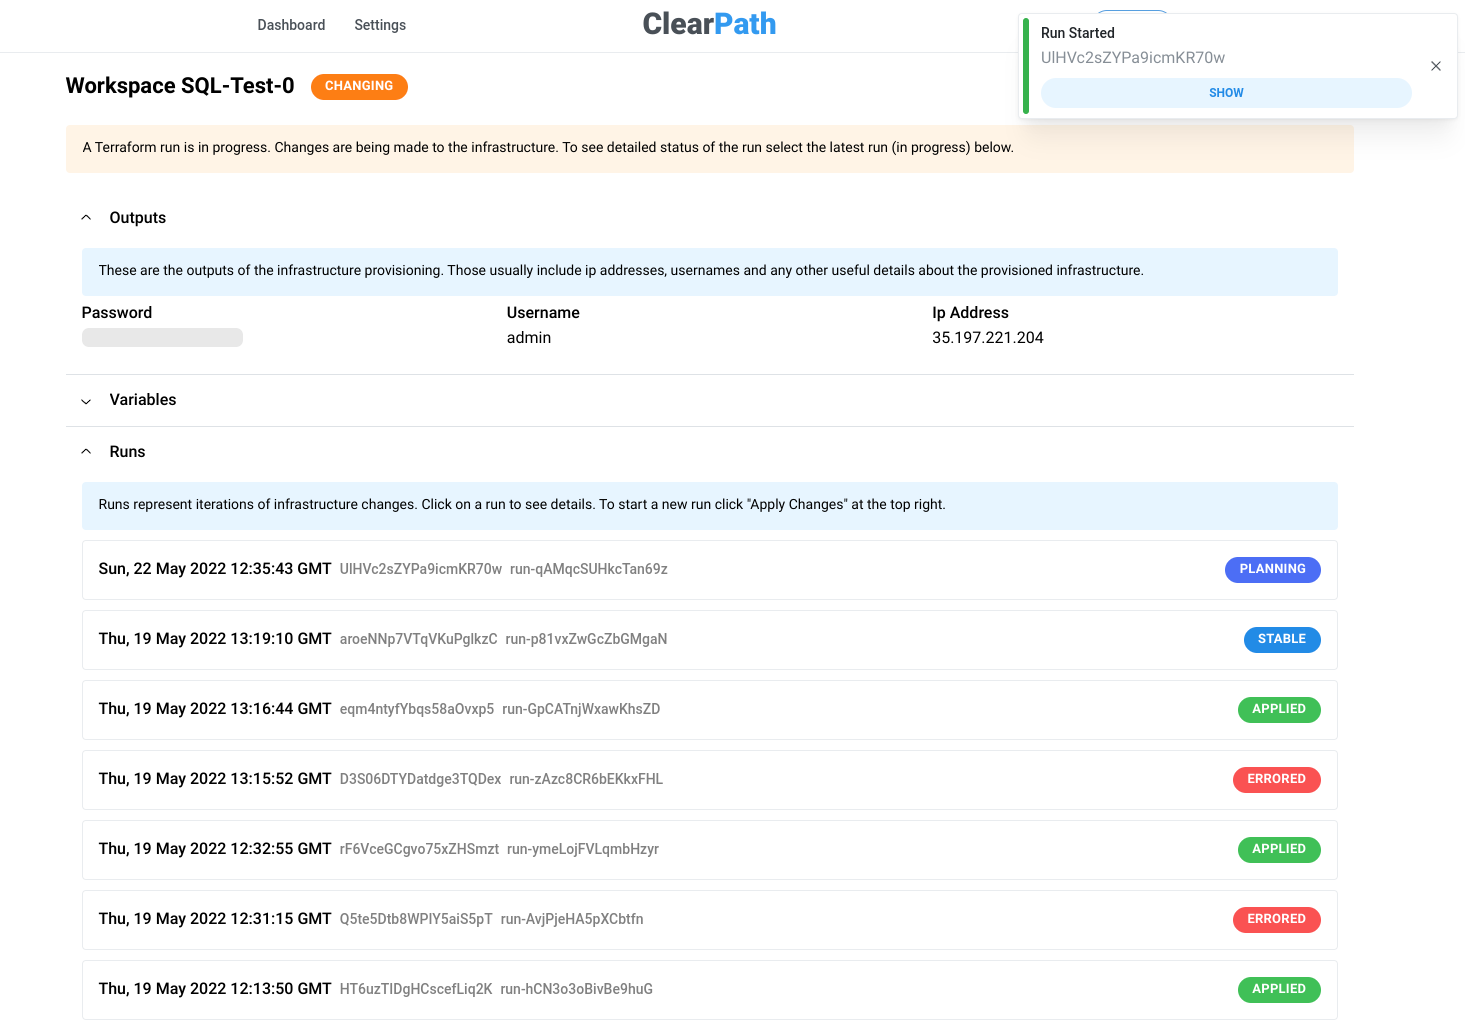 Dashboard Settings ClearPath
Run Started
UlHVc2sZYPa9icmKR70w
SHOW
Workspace SQL-Test-0 CHANGING
A Terraform run is in progress. Changes are being made to the infrastructure. To see detailed status of the run select the latest run (in progress) below.
Outputs
These are the outputs of the infrastructure provisioning. Those usually include ip addresses, usernames and any other useful details about the provisioned infrastructure.
Password Username Ip Address
admin 35.197.221.204
Variables
Runs
Runs represent iterations of infrastructure changes. Click on a run to see details. To start a new run click "Apply Changes" at the top right.
Sun, 22 May 2022 12:35:43 GMT UlHVc2sZYPa9icmKR70w run-qAMqcSUHkcTan69z PLANNING
Thu, 19 May 2022 13:19:10 GMT aroeNNp7VTqVKuPglkzC run-p81vxZwGcZbGMgaN STABLE
Thu, 19 May 2022 13:16:44 GMT eqm4ntyfYbqs58aOvxp5 run-GpCATnjWxawKhsZD APPLIED
Thu, 19 May 2022 13:15:52 GMT D3S06DTYDatdge3TQDex run-zAzc8CR6bEKkxFHL ERRORED
Thu, 19 May 2022 12:32:55 GMT rF6VceGCgvo75xZHSmzt run-ymeLojFVLqmbHzyr APPLIED
Thu, 19 May 2022 12:31:15 GMT Q5te5Dtb8WPlY5aiS5pT run-AvjPjeHA5pXCbtfn ERRORED
Thu, 19 May 2022 12:13:50 GMT HT6uzTlDgHCscefLiq2K run-hCN3o3oBivBe9huG APPLIED